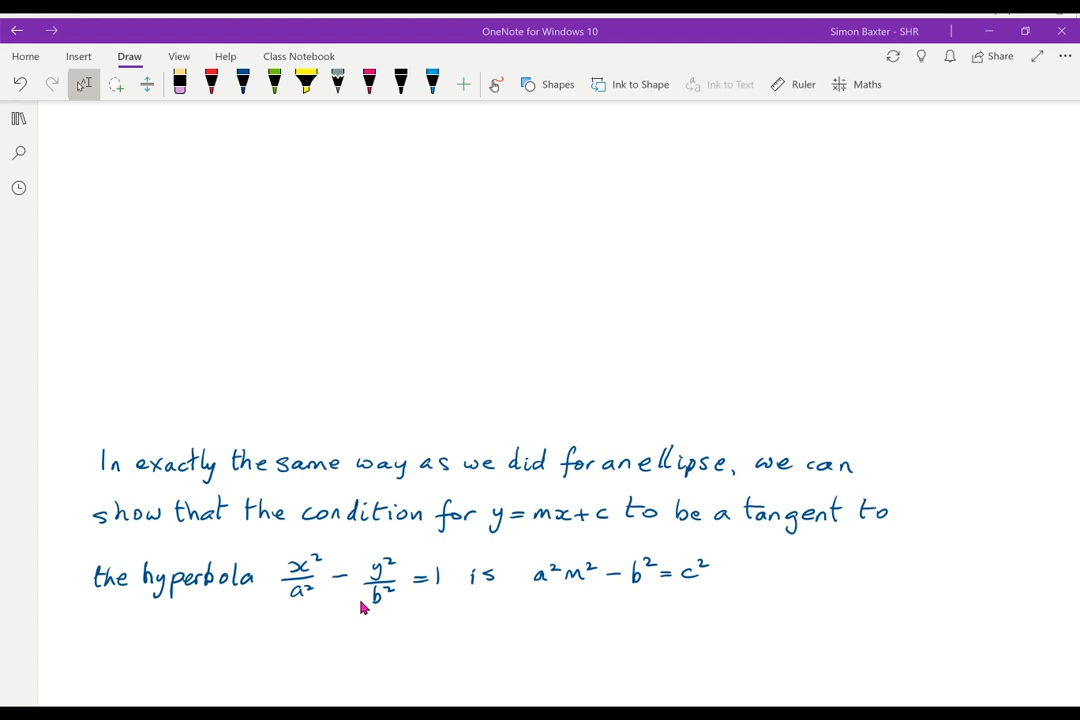 OneNote for Windows 10
Simon Baxter - SHR
Home Insert Draw View Help Class Notebook
Share
Shapes Ink to Shape Ink to Text Ruler Maths
In exactly the same way as we did for an ellipse, we can
show that the condition for y = mx + c to be a tangent to
the hyperbola x²/a² - y²/b² = 1 is a²m² - b² = c²